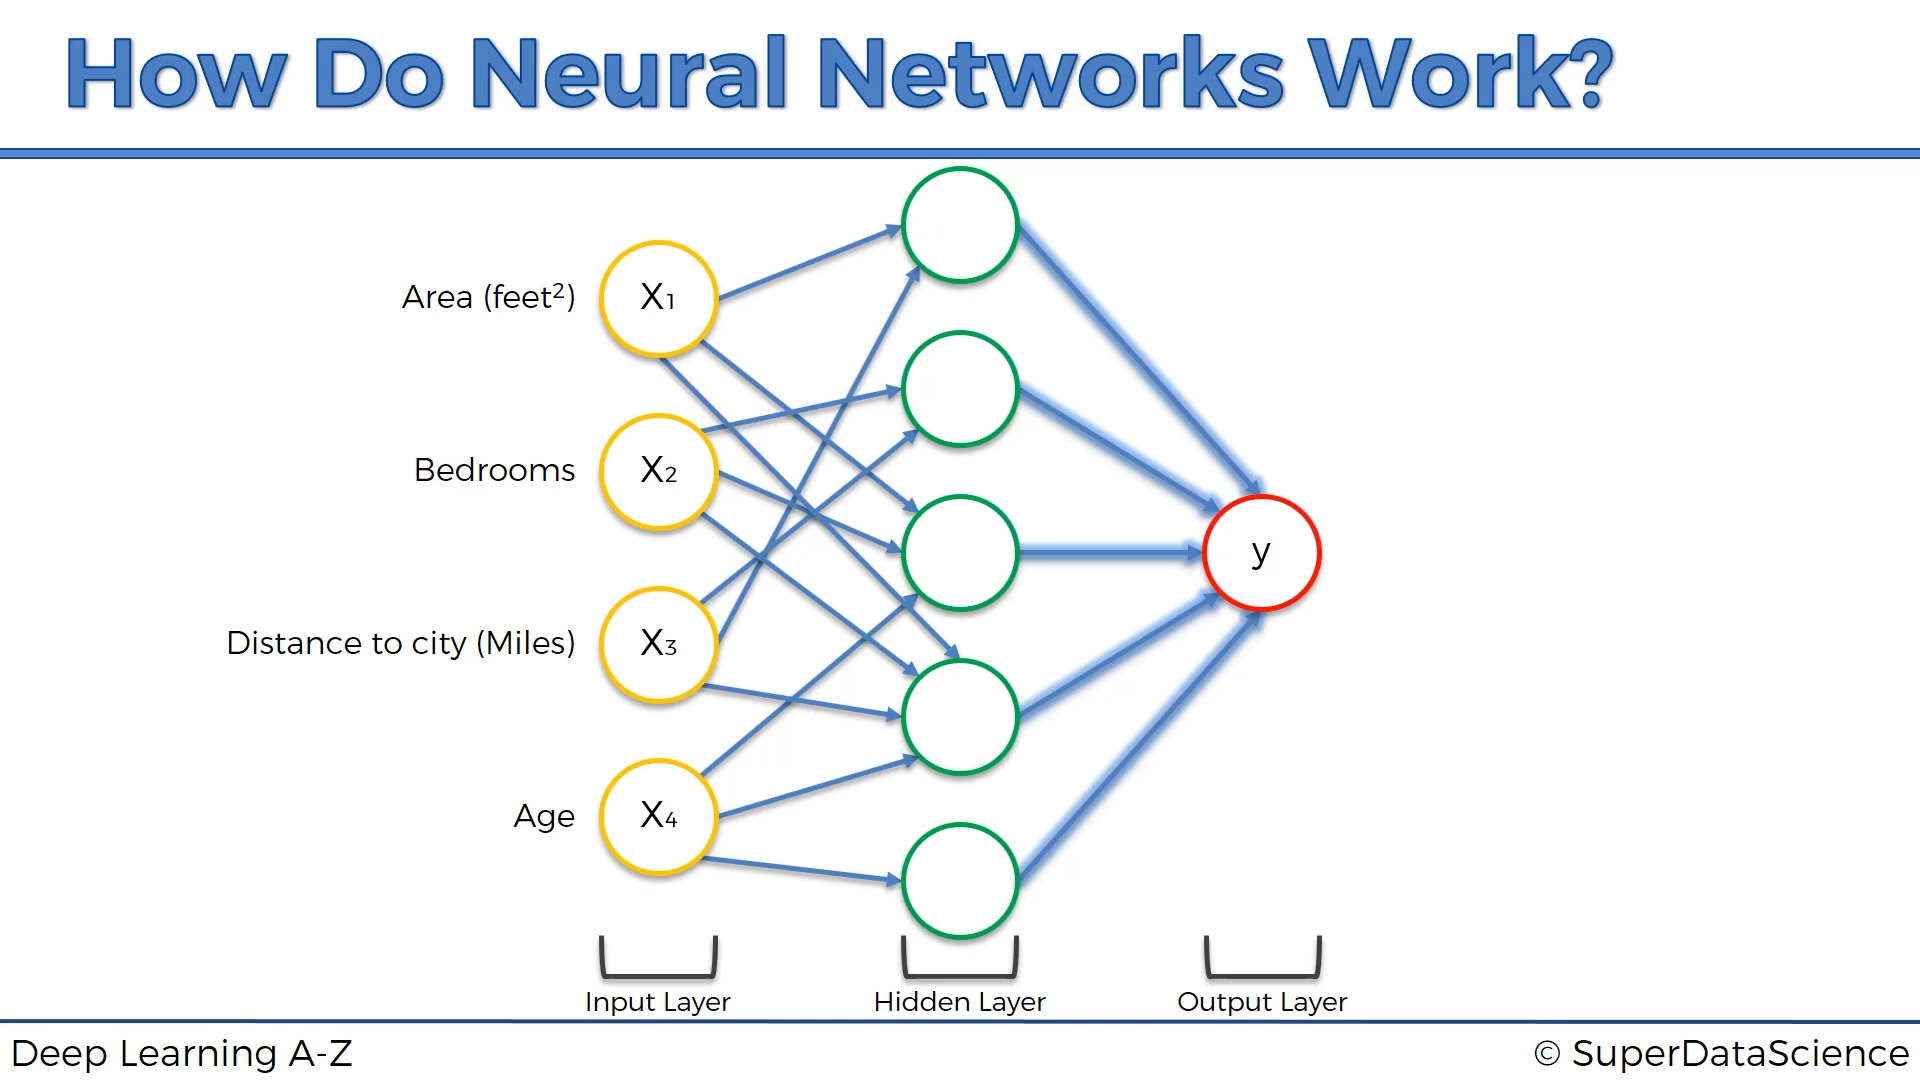 How Do Neural Networks Work?
Area (feet²)
X₁
Bedrooms
X₂
y
Distance to city (Miles)
X₃
Age
X₄
Input Layer
Hidden Layer
Output Layer
Deep Learning A-Z
© SuperDataScience